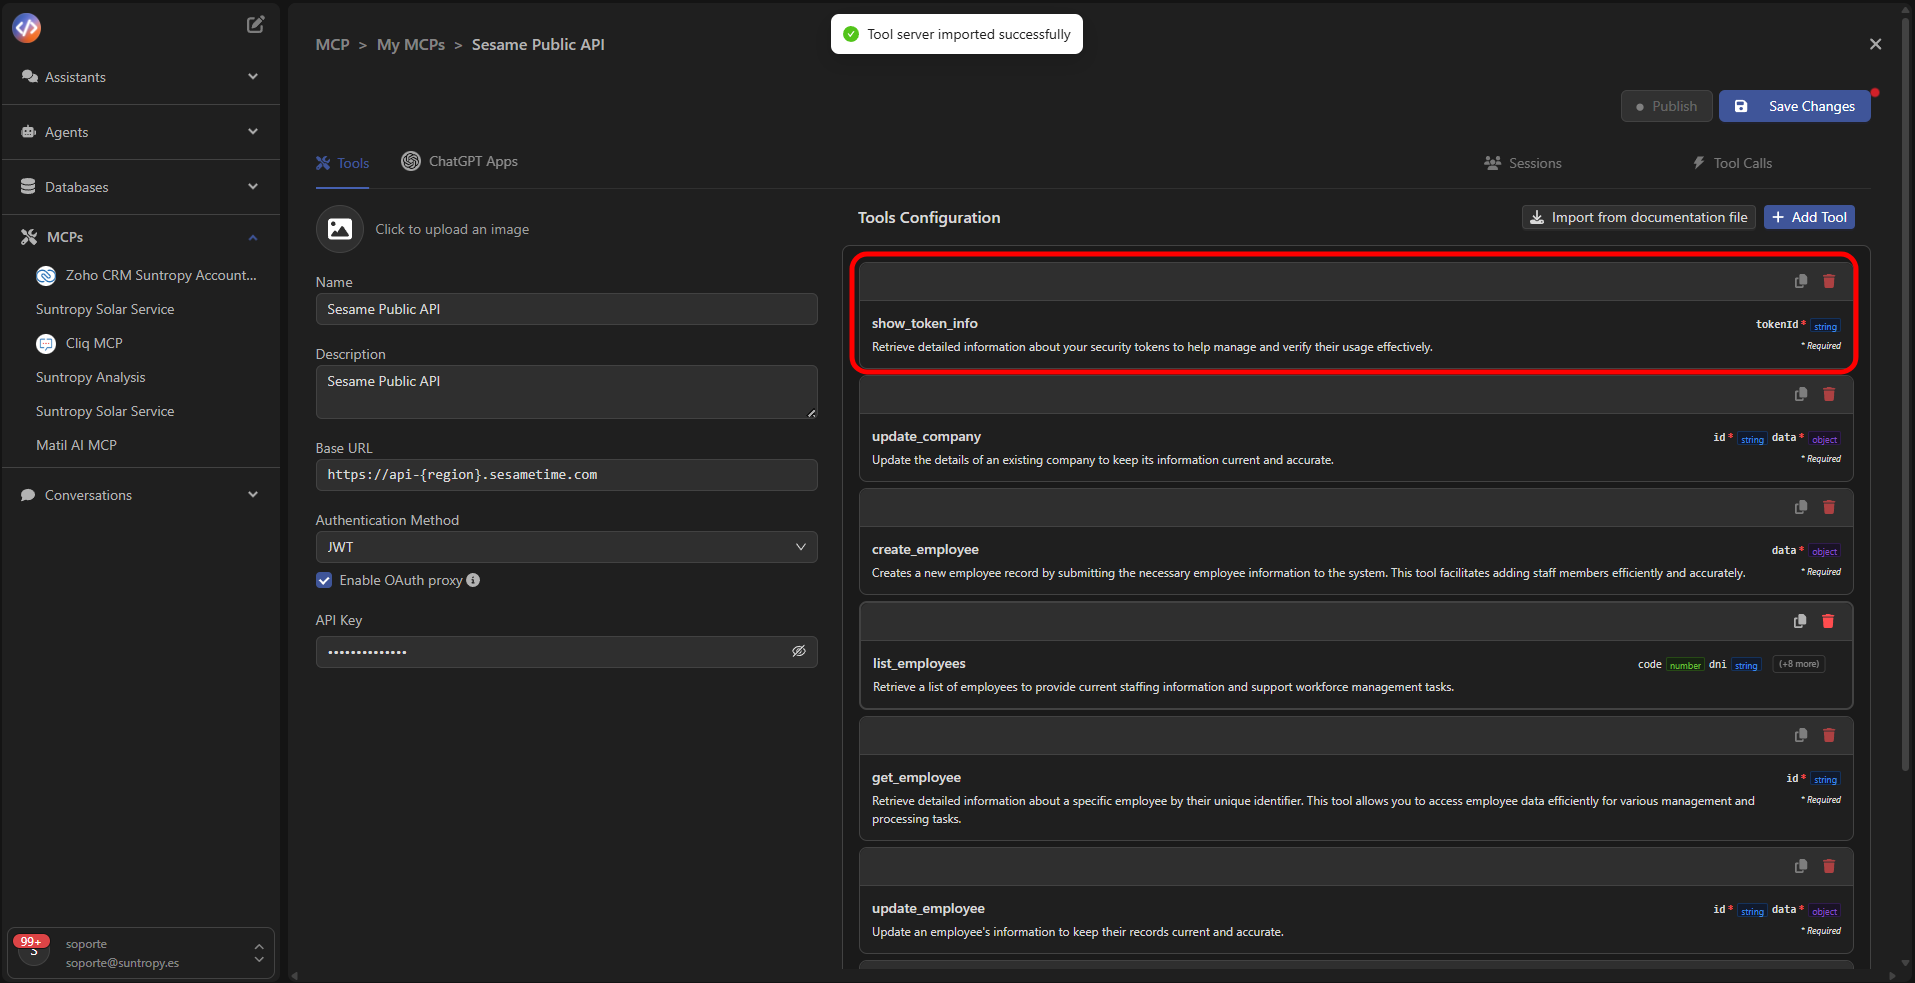 Tool server imported successfully
MCP > My MCPs > Sesame Public API
Publish
Save Changes
Assistants
Agents
Databases
MCPs
Zoho CRM Suntropy Account...
Suntropy Solar Service
Cliq MCP
Suntropy Analysis
Suntropy Solar Service
Matil AI MCP
Conversations
99+
S
soporte
soporte@suntropy.es
Tools
ChatGPT Apps
Sessions
Tool Calls
Click to upload an image
Name
Sesame Public API
Description
Sesame Public API
Base URL
https://api-{region}.sesametime.com
Authentication Method
JWT
Enable OAuth proxy
API Key
••••••••••••••
Tools Configuration
Import from documentation file
+ Add Tool
show_token_info
tokenId* string
Retrieve detailed information about your security tokens to help manage and verify their usage effectively.
* Required
update_company
id* string data* object
Update the details of an existing company to keep its information current and accurate.
* Required
create_employee
data* object
Creates a new employee record by submitting the necessary employee information to the system. This tool facilitates adding staff members efficiently and accurately.
* Required
list_employees
code number dni string (+8 more)
Retrieve a list of employees to provide current staffing information and support workforce management tasks.
get_employee
id* string
Retrieve detailed information about a specific employee by their unique identifier. This tool allows you to access employee data efficiently for various management and
processing tasks.
* Required
update_employee
id* string data* object
Update an employee's information to keep their records current and accurate.
* Required